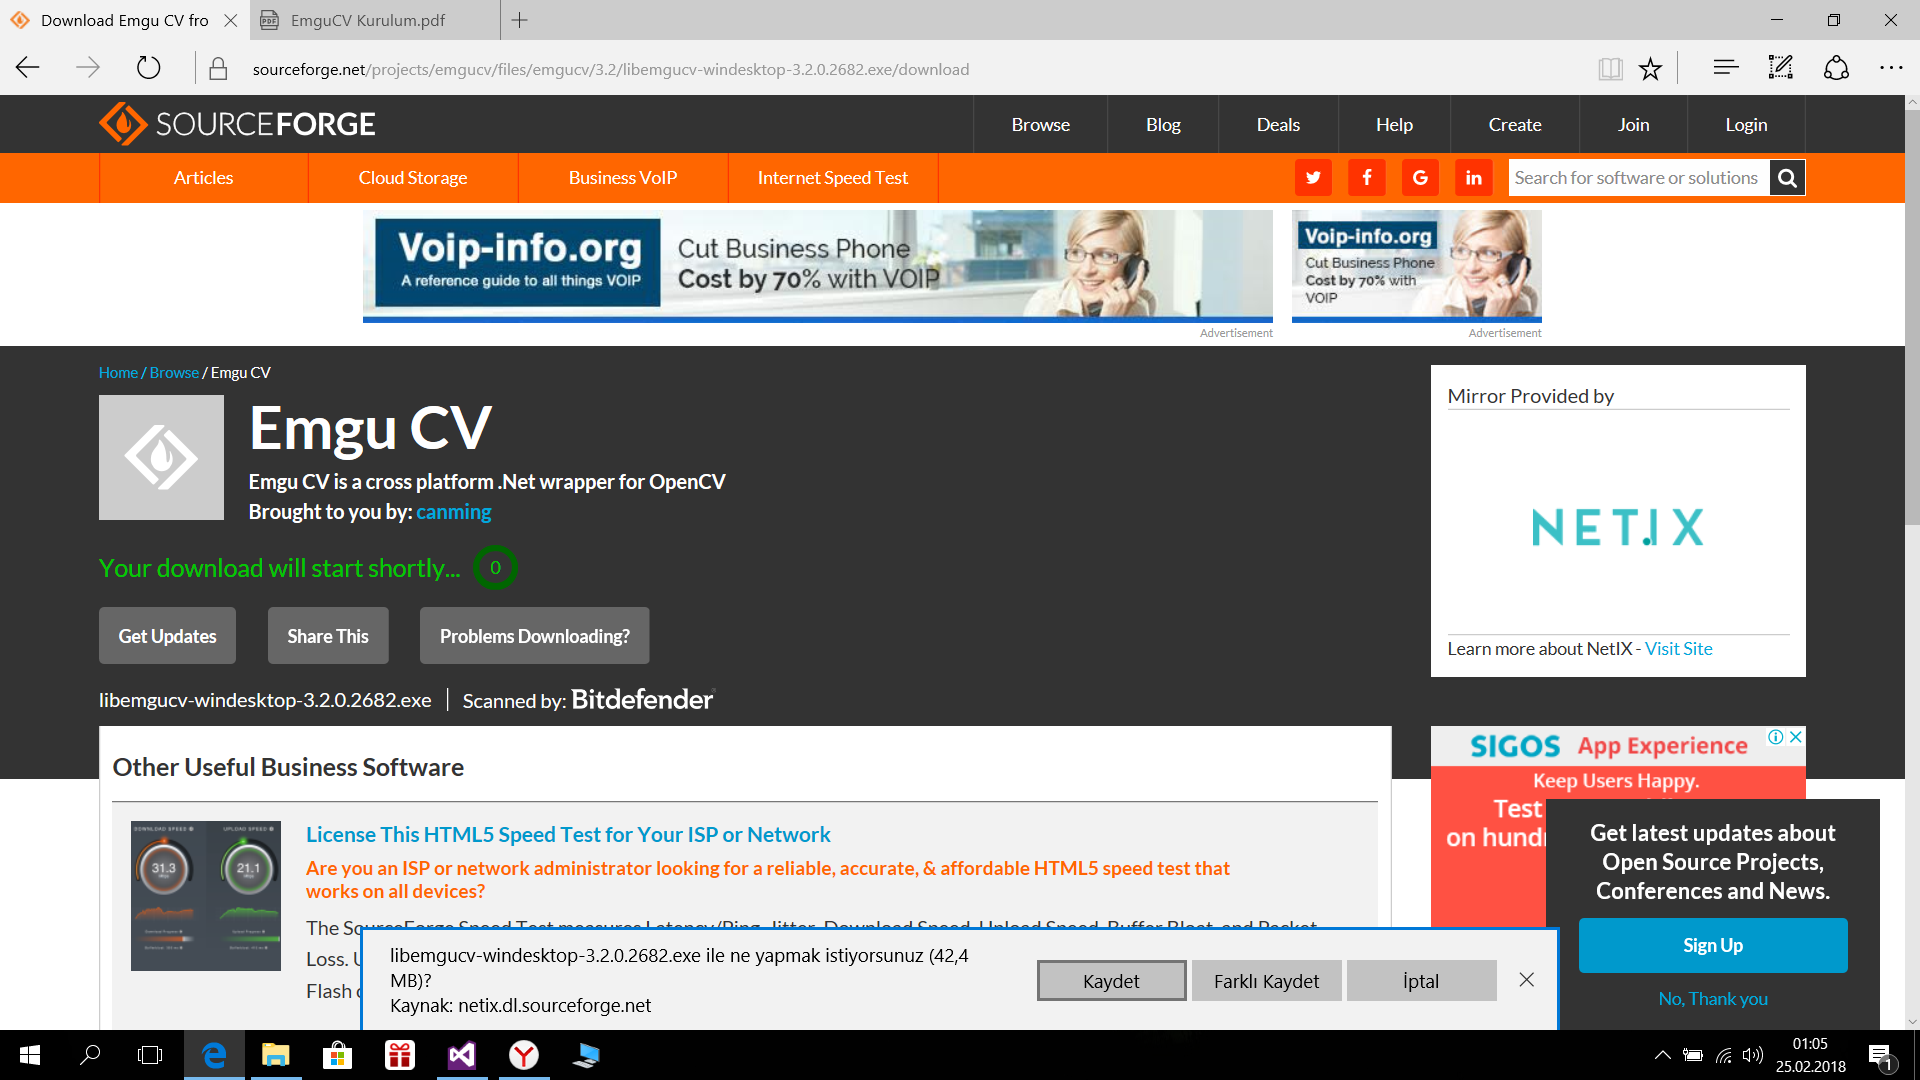 Download Emgu CV fro
EmguCV Kurulum.pdf
sourceforge.net/projects/emgucv/files/emgucv/3.2/libemgucv-windesktop-3.2.0.2682.exe/download
SOURCEFORGE
Browse
Blog
Deals
Help
Create
Join
Login
Articles
Cloud Storage
Business VoIP
Internet Speed Test
Search for software or solutions
Voip-info.org
A reference guide to all things VOIP
Cut Business Phone
Cost by 70% with VOIP
Advertisement
Voip-info.org
Cut Business Phone
Cost by 70% with
VOIP
Advertisement
Home / Browse / Emgu CV
Emgu CV
Emgu CV is a cross platform .Net wrapper for OpenCV
Brought to you by: canming
Your download will start shortly... 0
Get Updates
Share This
Problems Downloading?
libemgucv-windesktop-3.2.0.2682.exe
Scanned by: Bitdefender
Mirror Provided by
NETIX
Learn more about NetIX - Visit Site
Other Useful Business Software
DOWNLOAD SPEED
31.3
UPLOAD SPEED
21.1
License This HTML5 Speed Test for Your ISP or Network
Are you an ISP or network administrator looking for a reliable, accurate, & affordable HTML5 speed test that
works on all devices?
The SourceForge Speed Test measures Latency/Ping, Jitter, Download Speed, Upload Speed, Buffer Bloat, and Packet
Loss.
Flash
SIGOS App Experience
Keep Users Happy.
Test
on hund
Get latest updates about
Open Source Projects,
Conferences and News.
Sign Up
No, Thank you
libemgucv-windesktop-3.2.0.2682.exe ile ne yapmak istiyorsunuz (42,4
MB)?
Kaynak: netix.dl.sourceforge.net
Kaydet
Farklı Kaydet
İptal
01:05
25.02.2018
1